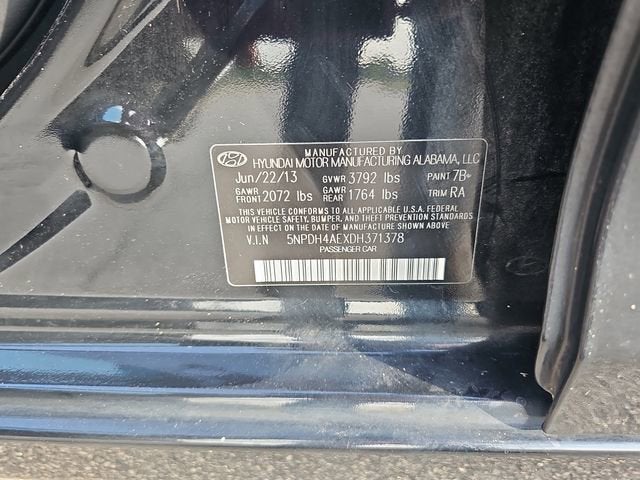 MANUFACTURED BY
HYUNDAI MOTOR MANUFACTURING ALABAMA, LLC
Jun/22/13 GVWR 3792 lbs PAINT 7B*
GAWR FRONT 2072 lbs GAWR REAR 1764 lbs TRIM RA
THIS VEHICLE CONFORMS TO ALL APPLICABLE U.S.A. FEDERAL
MOTOR VEHICLE SAFETY, BUMPER, AND THEFT PREVENTION STANDARDS
IN EFFECT ON THE DATE OF MANUFACTURE SHOWN ABOVE.
V.I.N 5NPDH4AEXDH371378
PASSENGER CAR